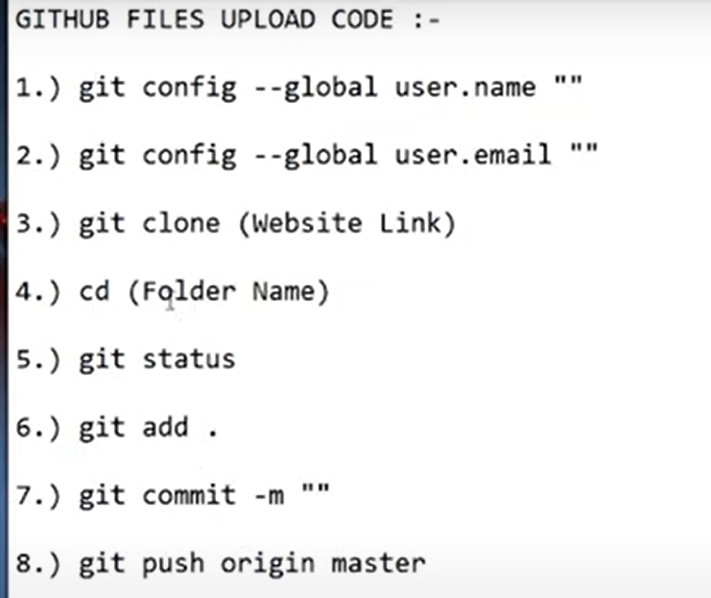 GITHUB FILES UPLOAD CODE :-
1.) git config --global user.name ""
2.) git config --global user.email ""
3.) git clone (Website Link)
4.) cd (Folder Name)
5.) git status
6.) git add .
7.) git commit -m ""
8.) git push origin master